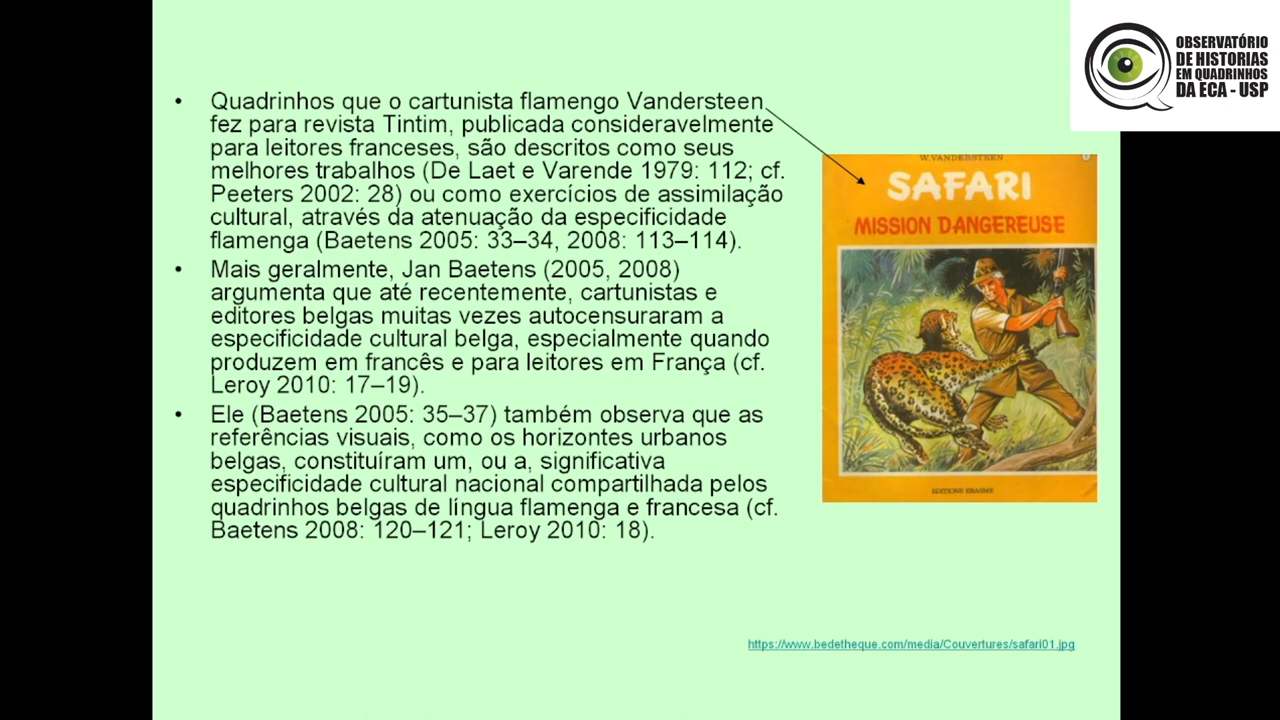 OBSERVATÓRIO
DE HISTORIAS
EM QUADRINHOS
DA ECA - USP
• Quadrinhos que o cartunista flamengo Vandersteen
fez para revista Tintim, publicada consideravelmente
para leitores franceses, são descritos como seus
melhores trabalhos (De Laet e Varende 1979: 112; cf.
Peeters 2002: 28) ou como exercícios de assimilação
cultural, através da atenuação da especificidade
flamenga (Baetens 2005: 33–34, 2008: 113–114).
• Mais geralmente, Jan Baetens (2005, 2008)
argumenta que até recentemente, cartunistas e
editores belgas muitas vezes autocensuraram a
especificidade cultural belga, especialmente quando
produzem em francês e para leitores em França (cf.
Leroy 2010: 17–19).
• Ele (Baetens 2005: 35–37) também observa que as
referências visuais, como os horizontes urbanos
belgas, constituíram um, ou a, significativa
especificidade cultural nacional compartilhada pelos
quadrinhos belgas de língua flamenga e francesa (cf.
Baetens 2008: 120–121; Leroy 2010: 18).
W. VANDERSTEEN
SAFARI
MISSION DANGEREUSE
EDITIONS ERASME
https://www.bedetheque.com/media/Couvertures/safari01.jpg